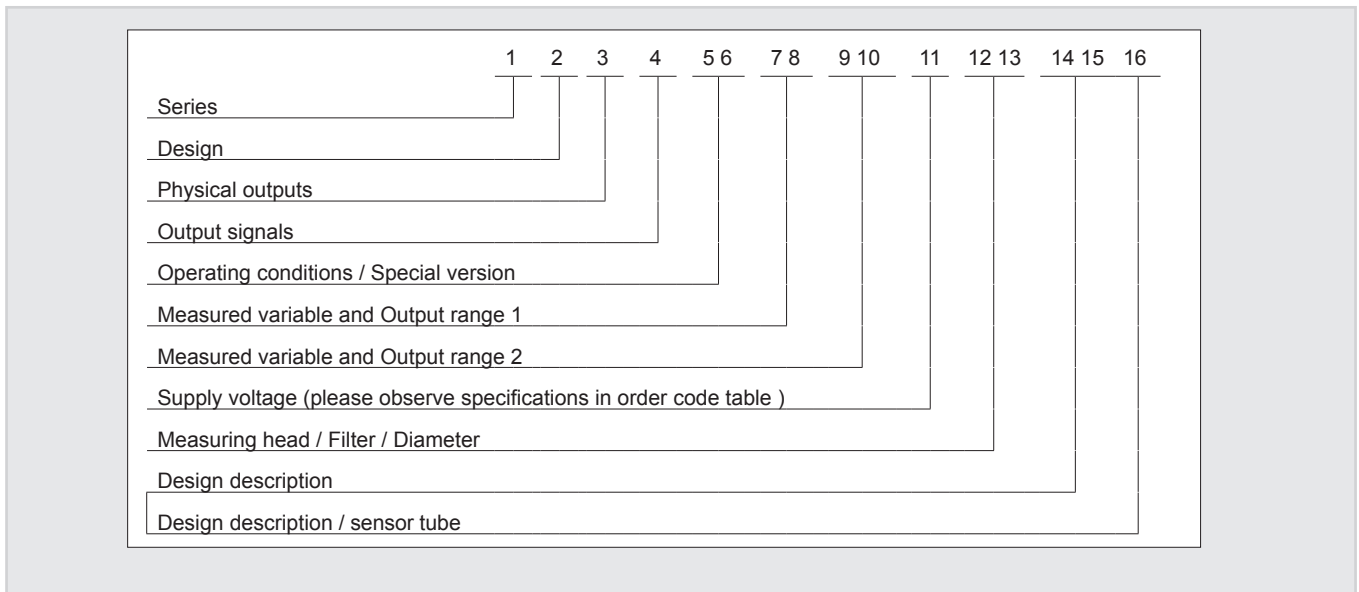 1 2 3 4 5 6 7 8 9 10 11 12 13 14 15 16
Series
Design
Physical outputs
Output signals
Operating conditions / Special version
Measured variable and Output range 1
Measured variable and Output range 2
Supply voltage (please observe specifications in order code table )
Measuring head / Filter / Diameter
Design description
Design description / sensor tube